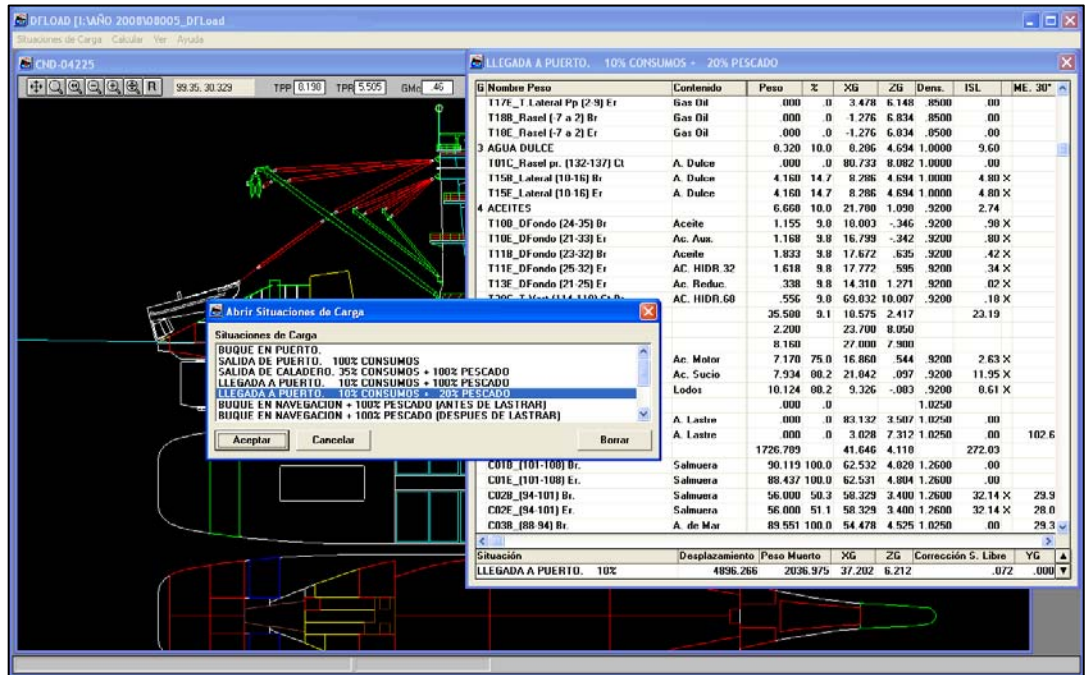 DFLOAD [I:\AÑO 2008\08005_DFLoad
Situaciones de Carga Calcular Ver Ayuda
CND-04225
R 99.35, 30.329 TPP 8.198 TPR 5.505 GMc .46
LLEGADA A PUERTO. 10% CONSUMOS + 20% PESCADO
G Nombre Peso Contenido Peso % XG ZG Dens. ISL ME. 30°
T17E_T.Lateral Pp (2-9) Er Gas Oil .000 .0 3.478 6.148 .8500 .00
T18B_Rasel (-7 a 2) Br Gas Oil .000 .0 -1.276 6.834 .8500 .00
T18E_Rasel (-7 a 2) Er Gas Oil .000 .0 -1.276 6.834 .8500 .00
3 AGUA DULCE 8.320 10.0 8.286 4.694 1.0000 9.60
T01C_Rasel pr. (132-137) Ct A. Dulce .000 .0 80.733 8.082 1.0000 .00
T15B_Lateral (10-16) Br A. Dulce 4.160 14.7 8.286 4.694 1.0000 4.80 X
T15E_Lateral (10-16) Er A. Dulce 4.160 14.7 8.286 4.694 1.0000 4.80 X
4 ACEITES 6.668 10.0 21.700 1.098 .9200 2.74
T10B_DFondo (24-35) Br Aceite 1.155 9.8 18.003 -.346 .9200 .98 X
T10E_DFondo (21-33) Er Ac. Aux. 1.168 9.8 16.799 -.342 .9200 .80 X
T11B_DFondo (23-32) Br Aceite 1.833 9.8 17.672 .635 .9200 .42 X
T11E_DFondo (25-32) Er AC. HIDR.32 1.618 9.8 17.772 .595 .9200 .34 X
T13E_DFondo (21-25) Er Ac. Reduc. .338 9.8 14.310 1.271 .9200 .02 X
AC. HIDR.68 .556 9.8 69.832 10.007 .9200 .18 X
35.508 9.1 18.575 2.417 23.19
2.200 23.700 8.050
8.160 27.000 7.900
Ac. Motor 7.170 75.0 16.860 .544 .9200 2.63 X
Ac. Sucio 7.934 80.2 21.842 .097 .9200 11.95 X
Lodos 10.124 80.2 9.326 -.083 .9200 8.61 X
.000 .0 1.0250
A. Lastre .000 .0 83.132 3.507 1.0250 .00
A. Lastre .000 .0 3.028 7.312 1.0250 .00 102.6
1726.789 41.646 4.118 272.03
C01B_(101-108) Br. Salmuera 90.119 100.0 62.532 4.820 1.2600 .00
C01E_(101-108) Er. Salmuera 88.437 100.0 62.531 4.804 1.2600 .00
C02B_(94-101) Br. Salmuera 56.000 50.3 58.329 3.400 1.2600 32.14 X 29.9
C02E_(94-101) Er. Salmuera 56.000 51.1 58.329 3.400 1.2600 32.14 X 28.0
C03B_(88-94) Br. A. de Mar 89.551 100.0 54.478 4.525 1.0250 .00 29.3
Situación Desplazamiento Peso Muerto XG ZG Corrección S. Libre YG
LLEGADA A PUERTO. 10% 4896.266 2036.975 37.202 6.212 .072 .000
Abrir Situaciones de Carga
Situaciones de Carga
BUQUE EN PUERTO.
SALIDA DE PUERTO. 100% CONSUMOS
SALIDA DE CALADERO. 35% CONSUMOS + 100% PESCADO
LLEGADA A PUERTO. 10% CONSUMOS + 100% PESCADO
LLEGADA A PUERTO. 10% CONSUMOS + 20% PESCADO
BUQUE EN NAVEGACION + 100% PESCADO (ANTES DE LASTRAR)
BUQUE EN NAVEGACION + 100% PESCADO (DESPUES DE LASTRAR)
Aceptar Cancelar Borrar